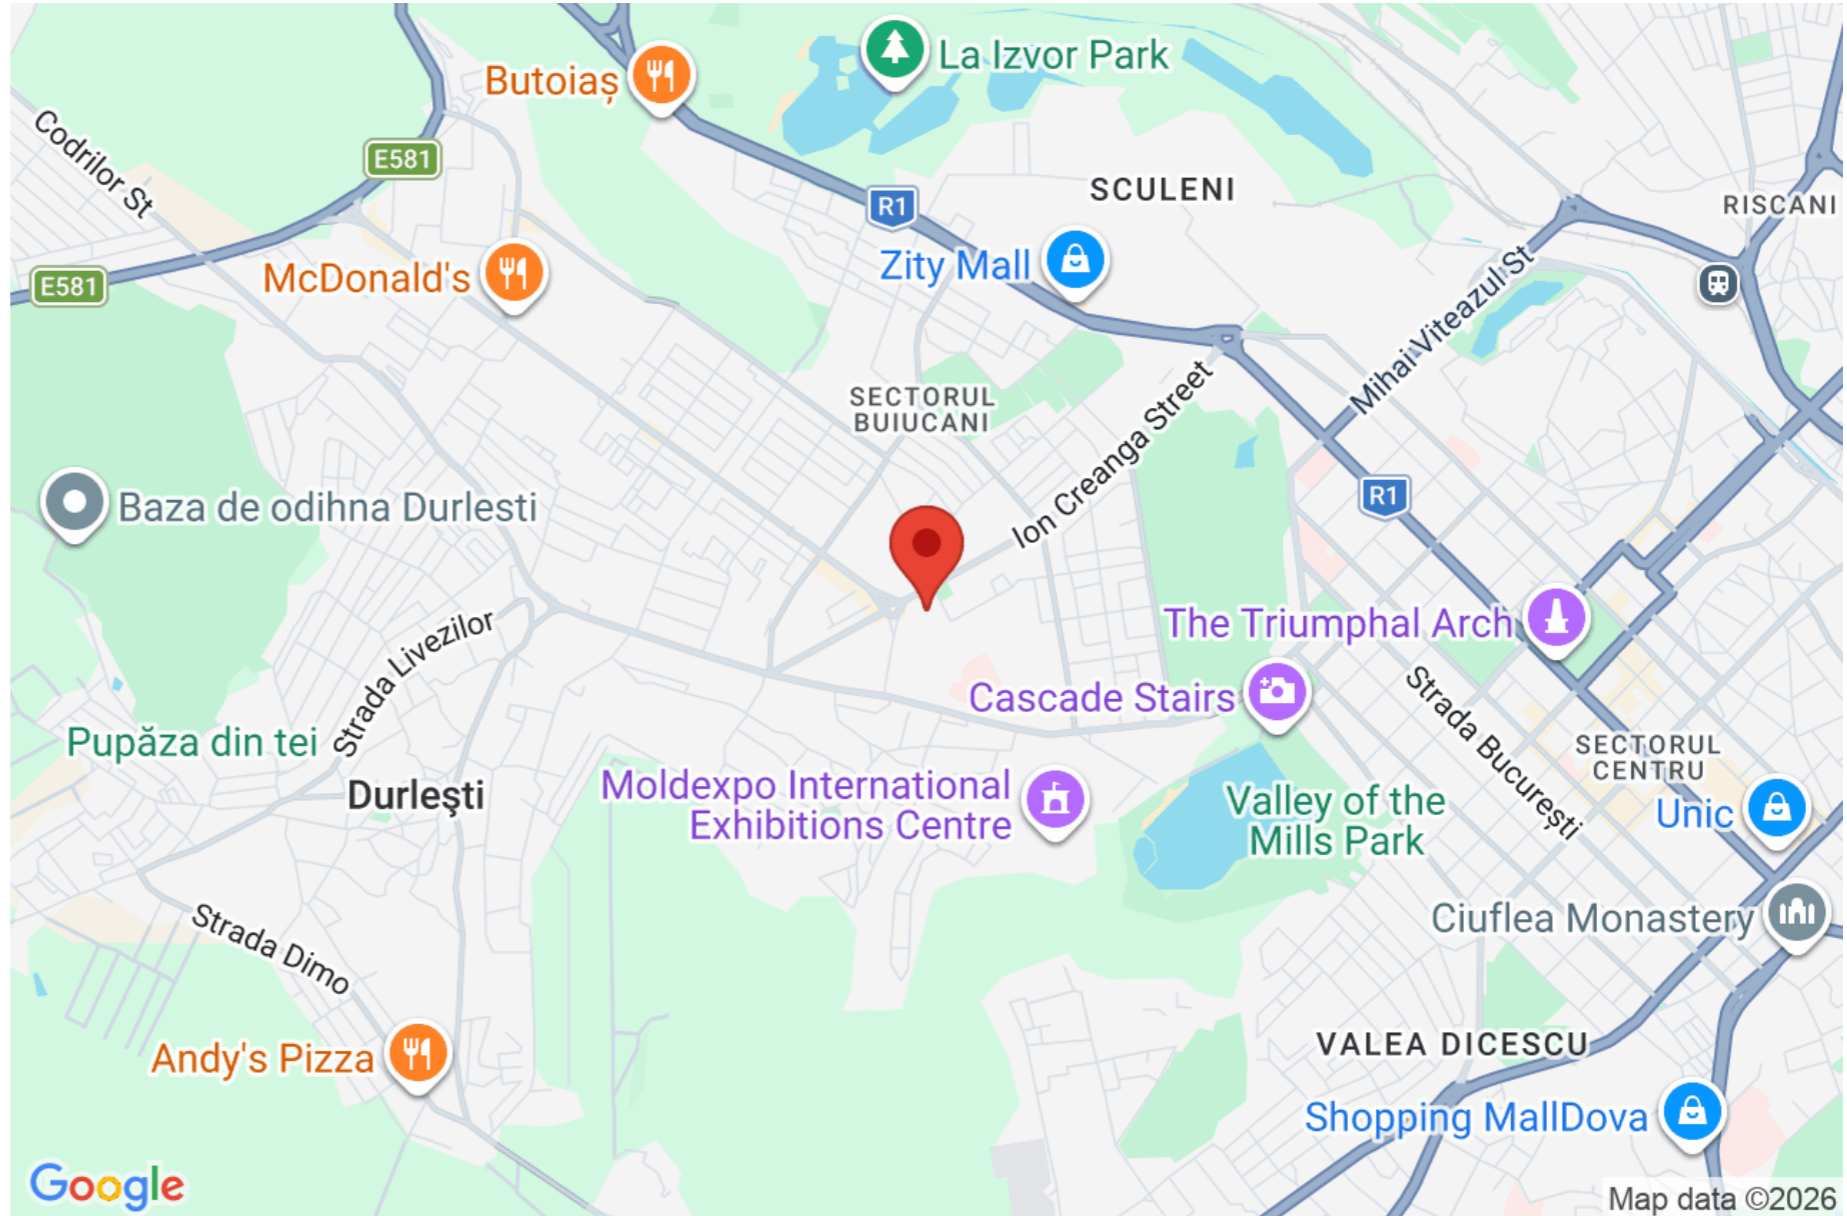 La Izvor Park
Butoiaș
Codrilor St
E581
SCULENI
R1
RISCANI
Zity Mall
McDonald's
E581
Mihai Viteazul St
SECTORUL
BUIUCANI
Ion Creanga Street
R1
Baza de odihna Durlesti
The Triumphal Arch
Strada Livezilor
Cascade Stairs
Strada București
Pupăza din tei
SECTORUL
CENTRU
Durleşti
Moldexpo International
Exhibitions Centre
Valley of the
Mills Park
Unic
Ciuflea Monastery
Strada Dimo
VALEA DICESCU
Andy's Pizza
Shopping MallDova
Google
Map data ©2026